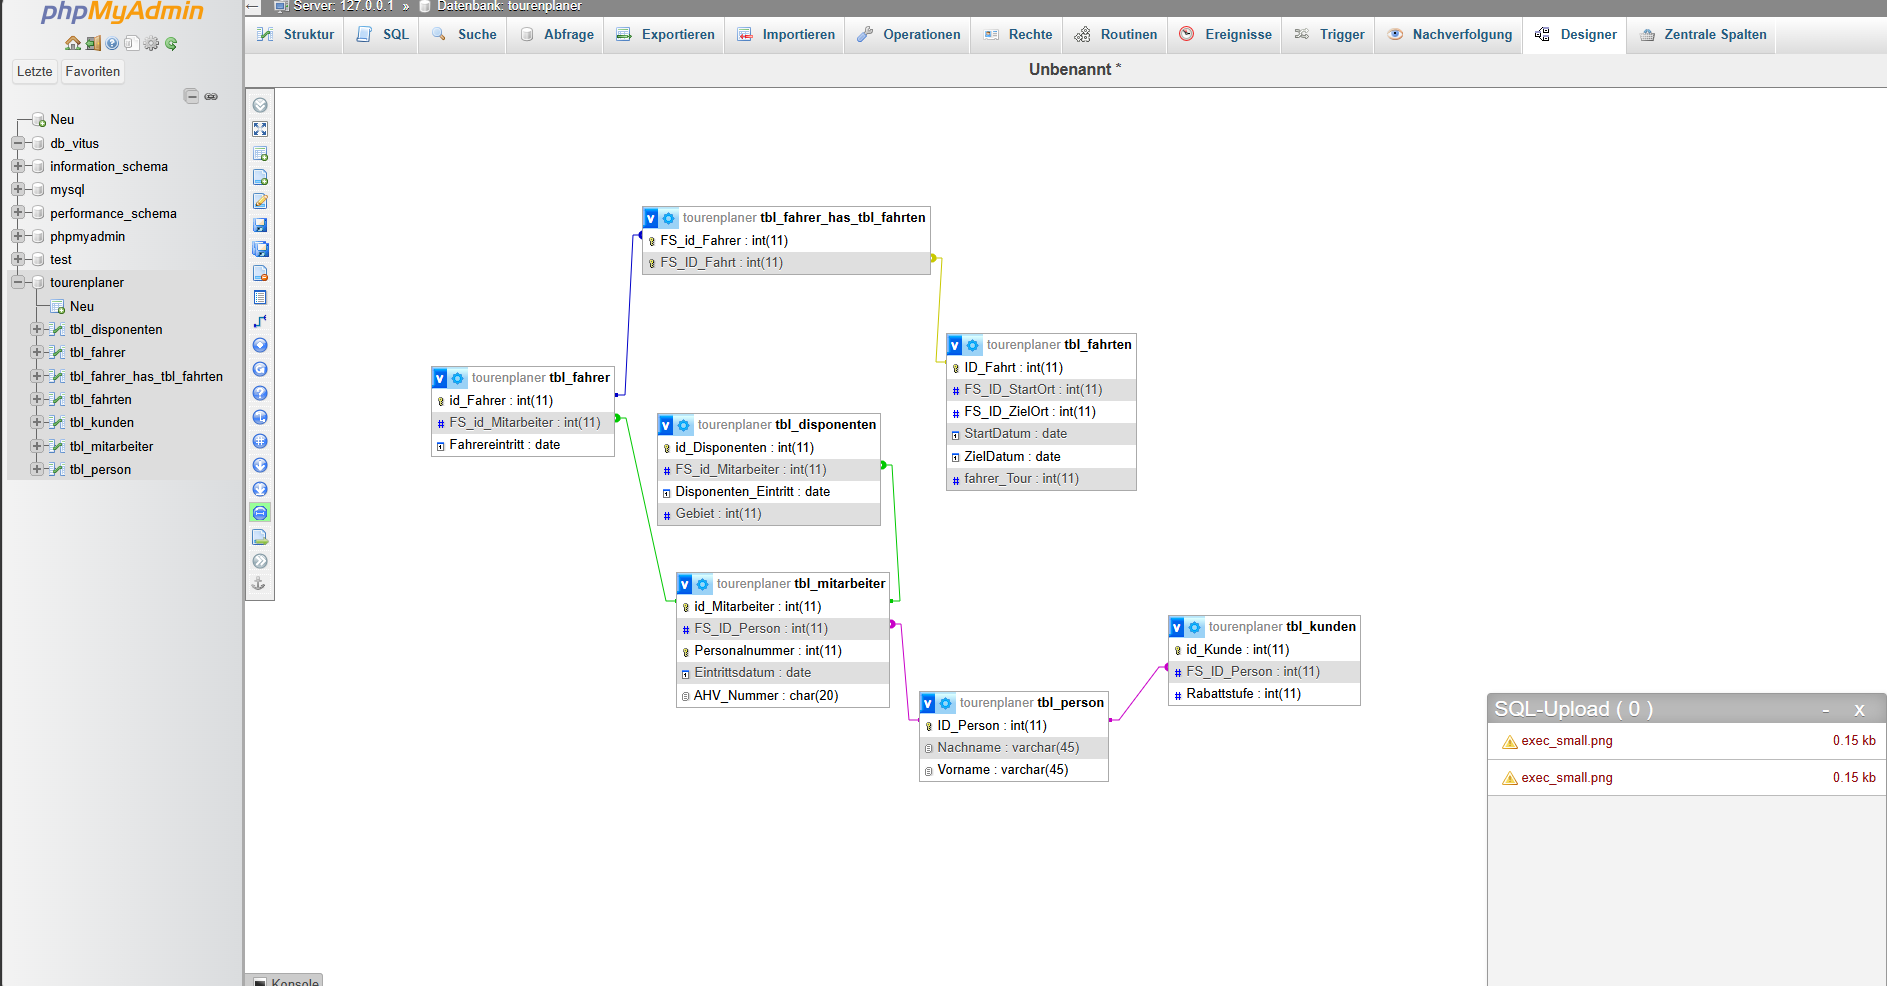 phpMyAdmin
Letzte
Favoriten
Neu
db_vitus
information_schema
mysql
performance_schema
phpmyadmin
test
tourenplaner
Neu
tbl_disponenten
tbl_fahrer
tbl_fahrer_has_tbl_fahrten
tbl_fahrten
tbl_kunden
tbl_mitarbeiter
tbl_person
Server: 127.0.0.1 » Datenbank: tourenplaner
Struktur
SQL
Suche
Abfrage
Exportieren
Importieren
Operationen
Rechte
Routinen
Ereignisse
Trigger
Nachverfolgung
Designer
Zentrale Spalten
Unbenannt *
v tourenplaner tbl_fahrer_has_tbl_fahrten
FS_id_Fahrer : int(11)
FS_ID_Fahrt : int(11)
v tourenplaner tbl_fahrten
ID_Fahrt : int(11)
# FS_ID_StartOrt : int(11)
# FS_ID_ZielOrt : int(11)
StartDatum : date
ZielDatum : date
# fahrer_Tour : int(11)
v tourenplaner tbl_fahrer
id_Fahrer : int(11)
# FS_id_Mitarbeiter : int(11)
Fahrereintritt : date
v tourenplaner tbl_disponenten
id_Disponenten : int(11)
# FS_id_Mitarbeiter : int(11)
Disponenten_Eintritt : date
# Gebiet : int(11)
v tourenplaner tbl_mitarbeiter
id_Mitarbeiter : int(11)
# FS_ID_Person : int(11)
Personalnummer : int(11)
Eintrittsdatum : date
AHV_Nummer : char(20)
v tourenplaner tbl_kunden
id_Kunde : int(11)
# FS_ID_Person : int(11)
# Rabattstufe : int(11)
v tourenplaner tbl_person
ID_Person : int(11)
Nachname : varchar(45)
Vorname : varchar(45)
SQL-Upload ( 0 ) - x
exec_small.png 0.15 kb
exec_small.png 0.15 kb
Konsole